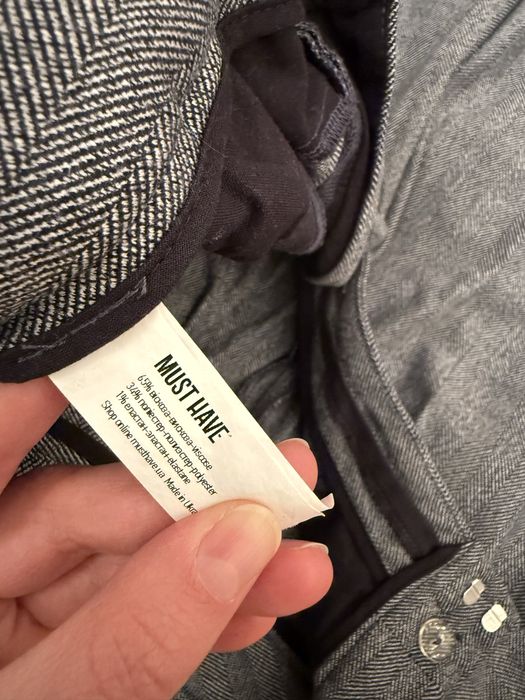 MUST HAVE
65% віскоза-вискоза-viscose
34% поліестер-полиэстер-polyester
1% еластан-эластан-elastane
Shop online musthave.ua Made in Ukra